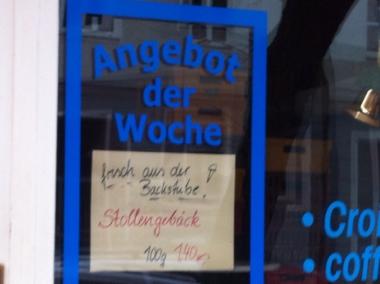 Angebot
der
Woche
frisch aus der
Backstube!
Stollengebäck
100g 1.40
• Cro
• coff